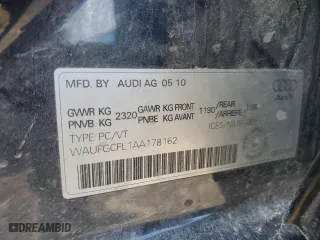 MFD. BY AUDI AG 05 10
GVWR KG 2320 GAWR KG FRONT 1190 /REAR
PNVB KG PNBE KG AVANT /ARRIERE
TYPE PC/VT
WAUFGCFL1AA178162
Audi